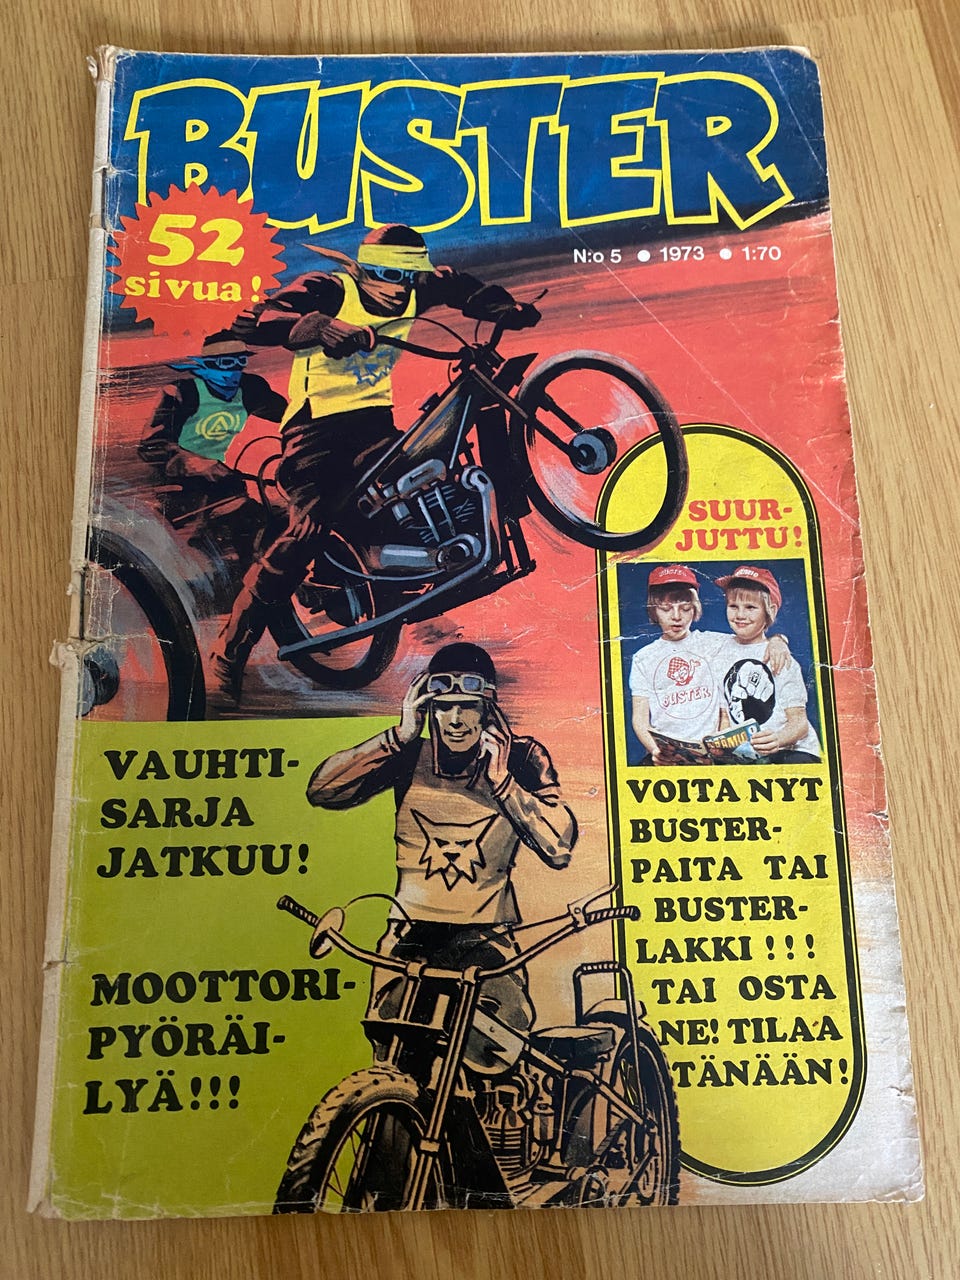 BUSTER
52
sivua!
N:o 5 ● 1973 ● 1:70
SUUR-
JUTTU!
BUSTER
VAUHTI-
SARJA
JATKUU!
MOOTTORI-
PYÖRÄI-
LYÄ!!!
VOITA NYT
BUSTER-
PAITA TAI
BUSTER-
LAKKI!!!
TAI OSTA
NE! TILAA
TÄNÄÄN!